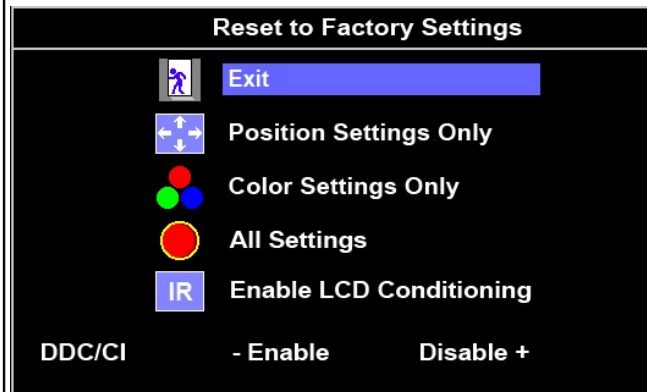 Reset to Factory Settings
Exit
Position Settings Only
Color Settings Only
All Settings
IR Enable LCD Conditioning
DDC/CI - Enable Disable +